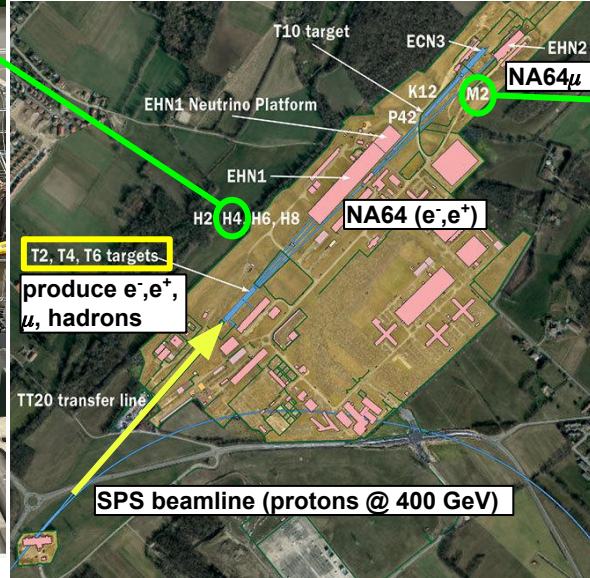 T10 target
ECN3
EHN2
NA64μ
K12
M2
EHN1 Neutrino Platform
P42
EHN1
H2, H4, H6, H8
NA64 (e-,e+)
T2, T4, T6 targets
produce e-,e+,
μ, hadrons
TT20 transfer line
SPS beamline (protons @ 400 GeV)